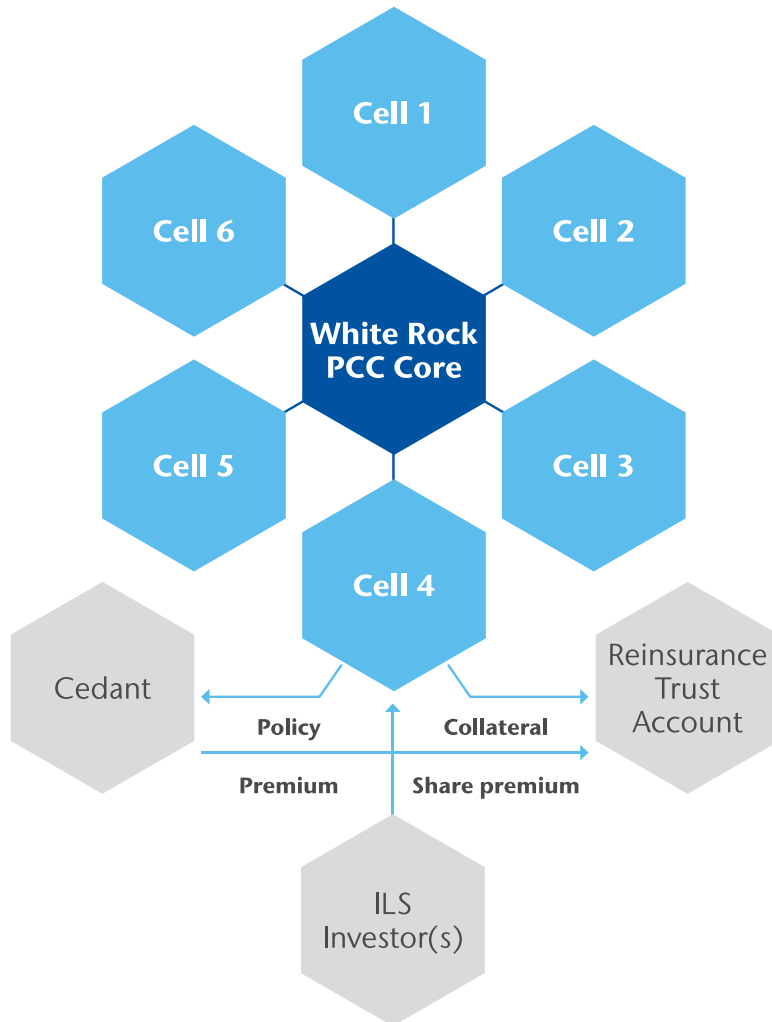 Cell 1
Cell 6
Cell 2
White Rock
PCC Core
Cell 5
Cell 3
Cell 4
Cedant
Reinsurance
Trust
Account
Policy
Collateral
Premium
Share premium
ILS
Investor(s)